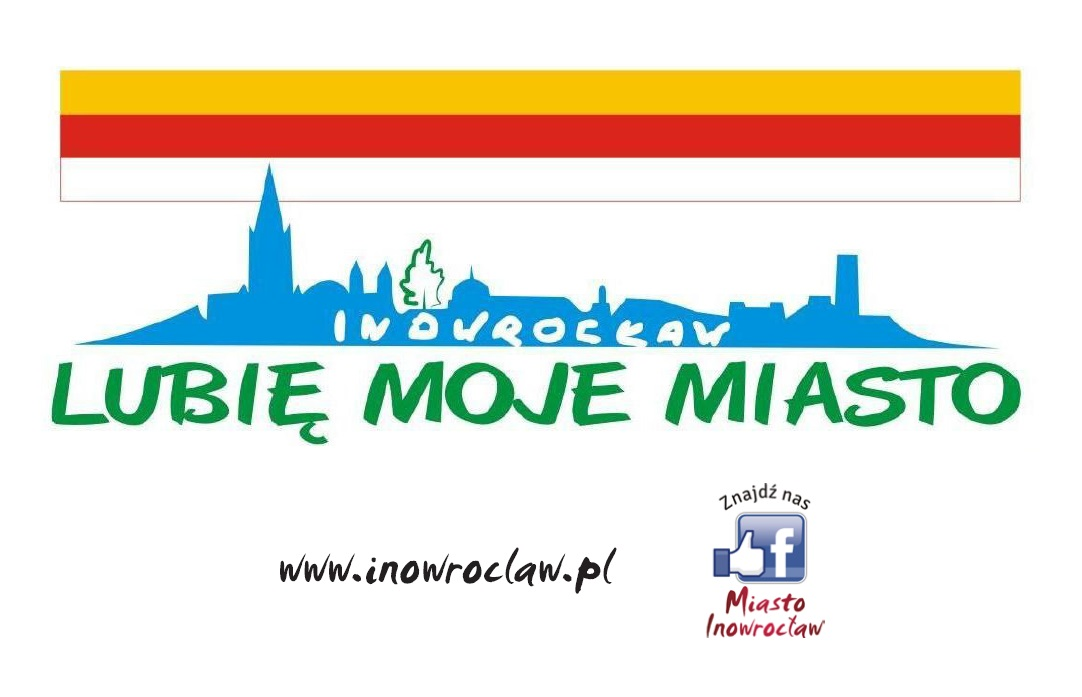 INOWROCŁAW
LUBIĘ MOJE MIASTO
www.inowroclaw.pl
Znajdź nas
f
Miasto
Inowrocław